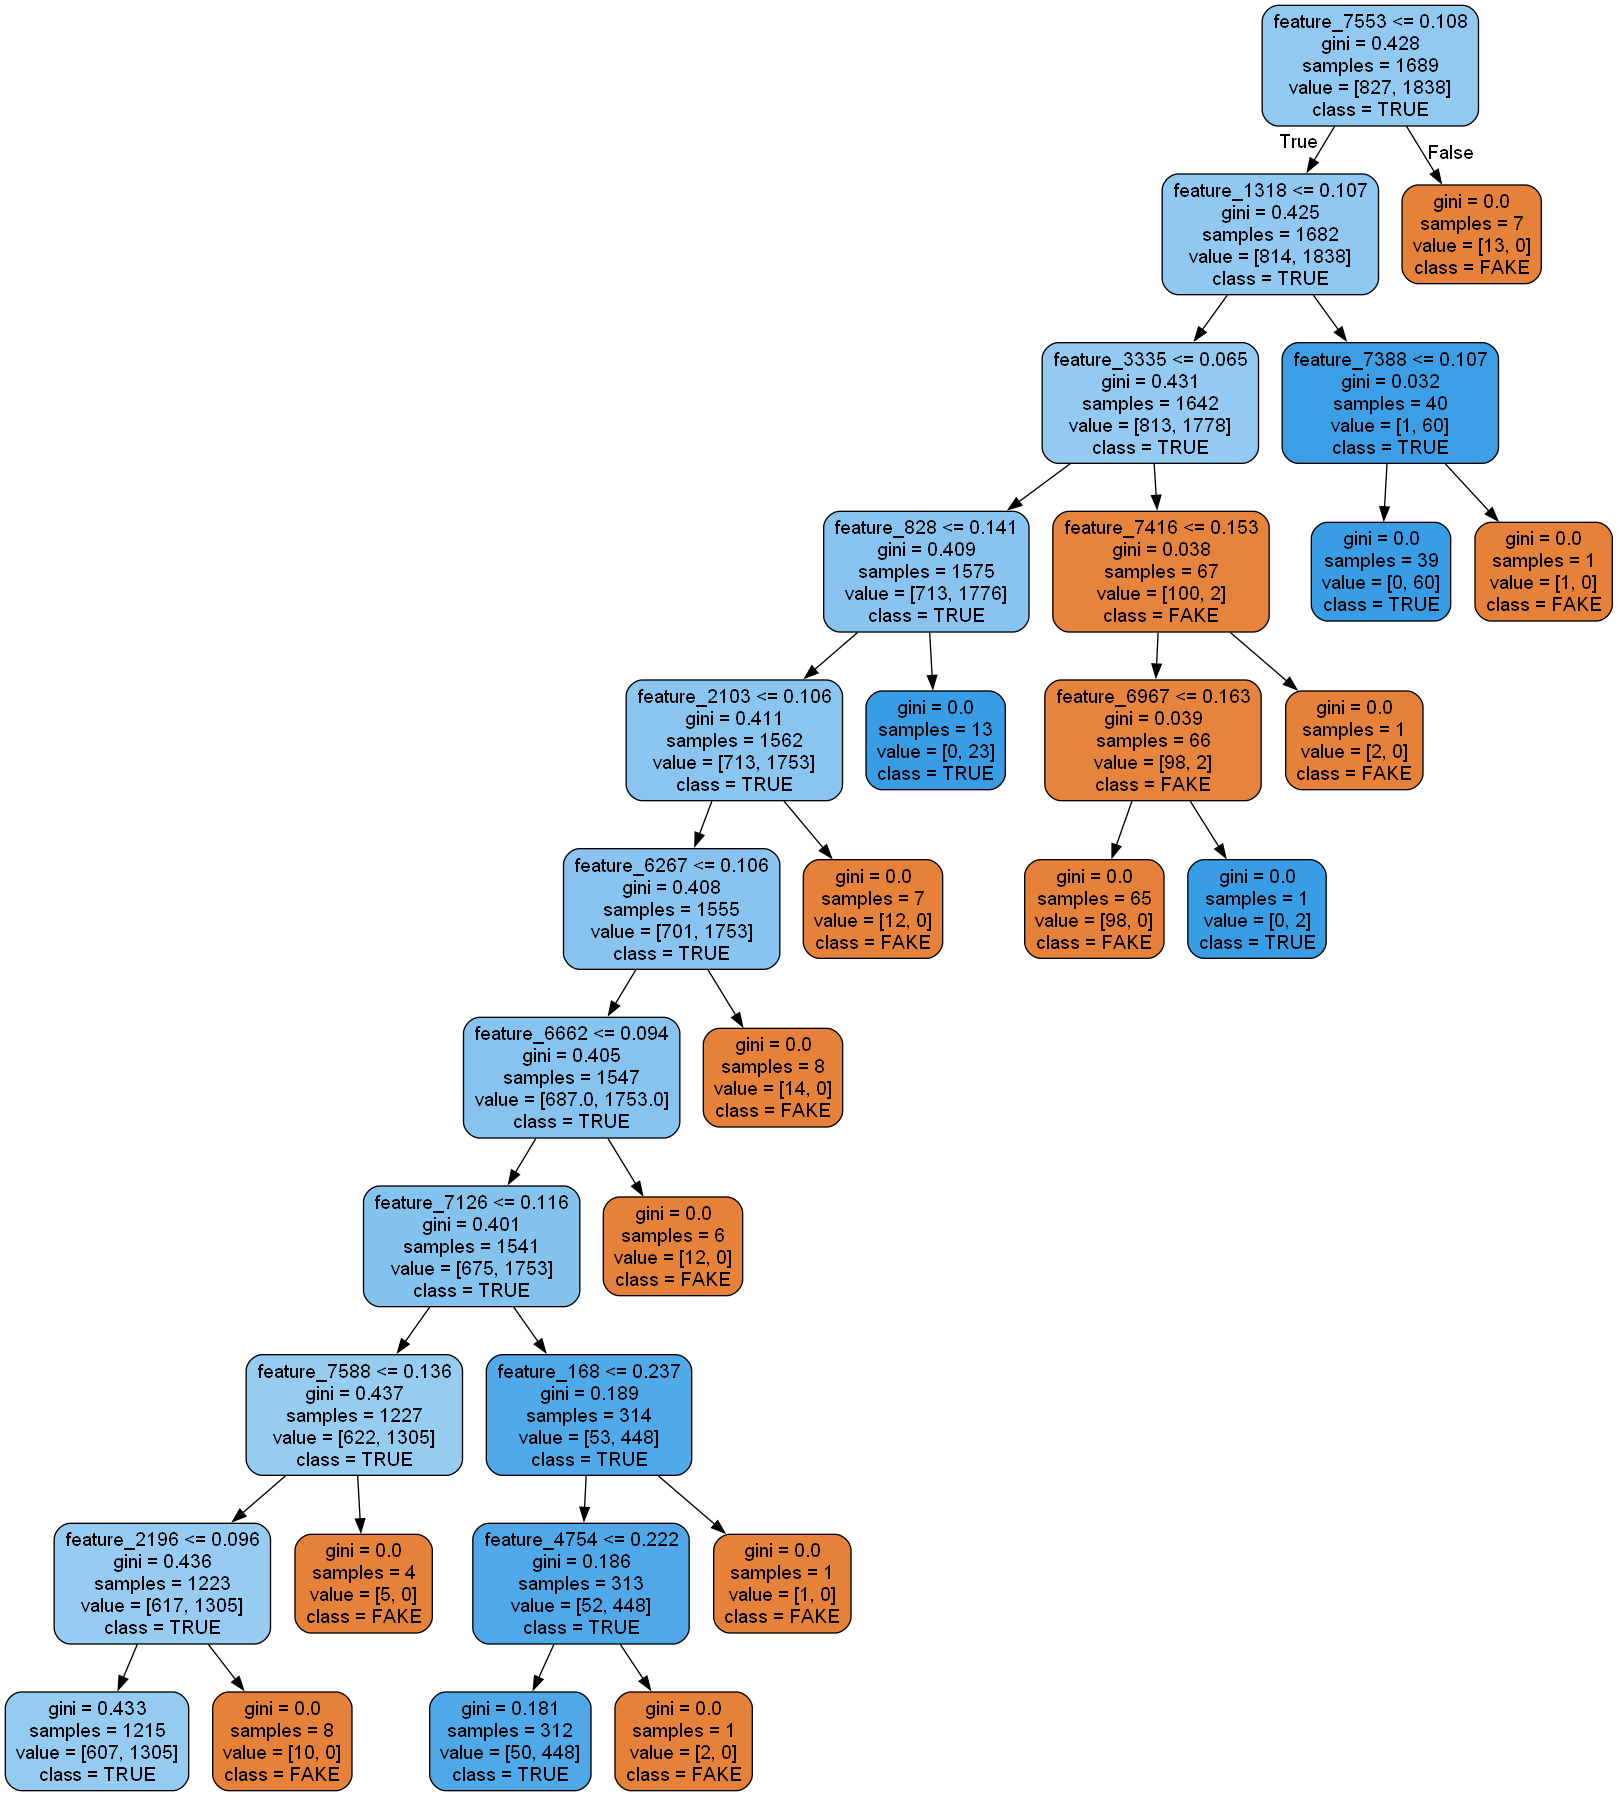 feature_7553 <= 0.108
gini = 0.428
samples = 1689
value = [827, 1838]
class = TRUE
True
False
feature_1318 <= 0.107
gini = 0.425
samples = 1682
value = [814, 1838]
class = TRUE
gini = 0.0
samples = 7
value = [13, 0]
class = FAKE
feature_3335 <= 0.065
gini = 0.431
samples = 1642
value = [813, 1778]
class = TRUE
feature_7388 <= 0.107
gini = 0.032
samples = 40
value = [1, 60]
class = TRUE
feature_828 <= 0.141
gini = 0.409
samples = 1575
value = [713, 1776]
class = TRUE
feature_7416 <= 0.153
gini = 0.038
samples = 67
value = [100, 2]
class = FAKE
gini = 0.0
samples = 39
value = [0, 60]
class = TRUE
gini = 0.0
samples = 1
value = [1, 0]
class = FAKE
feature_2103 <= 0.106
gini = 0.411
samples = 1562
value = [713, 1753]
class = TRUE
gini = 0.0
samples = 13
value = [0, 23]
class = TRUE
feature_6967 <= 0.163
gini = 0.039
samples = 66
value = [98, 2]
class = FAKE
gini = 0.0
samples = 1
value = [2, 0]
class = FAKE
feature_6267 <= 0.106
gini = 0.408
samples = 1555
value = [701, 1753]
class = TRUE
gini = 0.0
samples = 7
value = [12, 0]
class = FAKE
gini = 0.0
samples = 65
value = [98, 0]
class = FAKE
gini = 0.0
samples = 1
value = [0, 2]
class = TRUE
feature_6662 <= 0.094
gini = 0.405
samples = 1547
value = [687.0, 1753.0]
class = TRUE
gini = 0.0
samples = 8
value = [14, 0]
class = FAKE
feature_7126 <= 0.116
gini = 0.401
samples = 1541
value = [675, 1753]
class = TRUE
gini = 0.0
samples = 6
value = [12, 0]
class = FAKE
feature_7588 <= 0.136
gini = 0.437
samples = 1227
value = [622, 1305]
class = TRUE
feature_168 <= 0.237
gini = 0.189
samples = 314
value = [53, 448]
class = TRUE
feature_2196 <= 0.096
gini = 0.436
samples = 1223
value = [617, 1305]
class = TRUE
gini = 0.0
samples = 4
value = [5, 0]
class = FAKE
feature_4754 <= 0.222
gini = 0.186
samples = 313
value = [52, 448]
class = TRUE
gini = 0.0
samples = 1
value = [1, 0]
class = FAKE
gini = 0.433
samples = 1215
value = [607, 1305]
class = TRUE
gini = 0.0
samples = 8
value = [10, 0]
class = FAKE
gini = 0.181
samples = 312
value = [50, 448]
class = TRUE
gini = 0.0
samples = 1
value = [2, 0]
class = FAKE